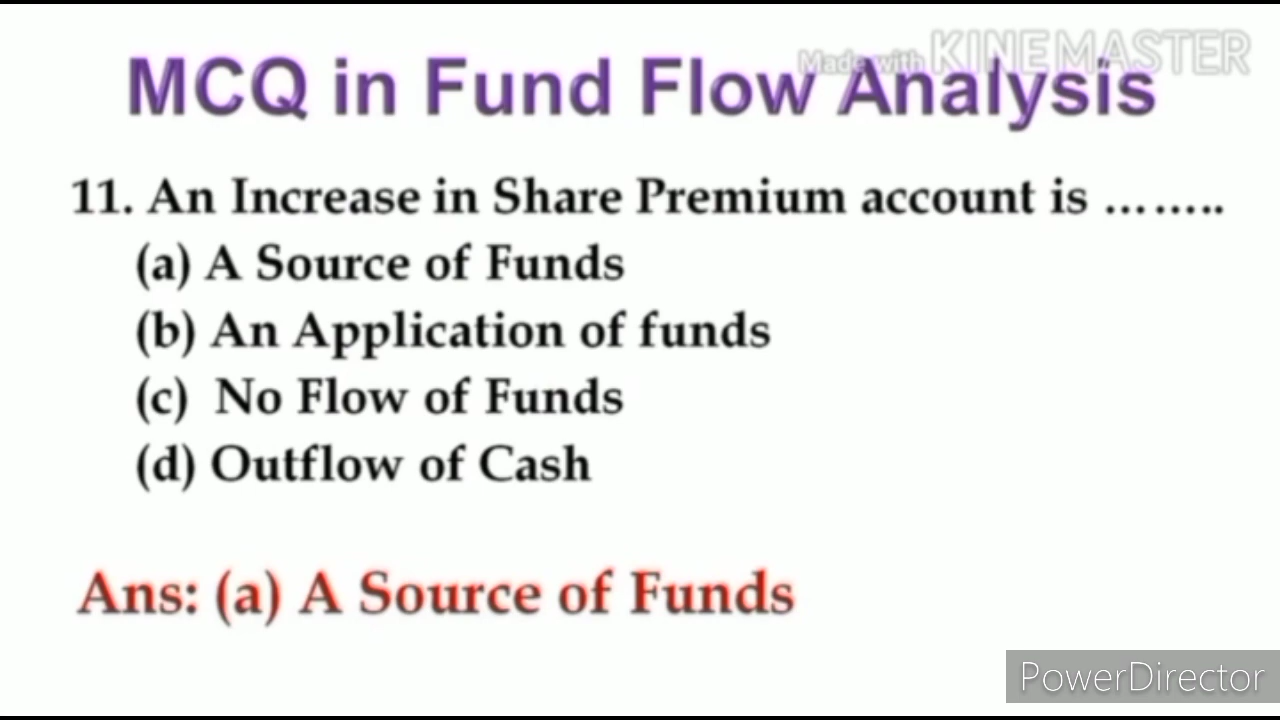 Made with KINEMASTER
MCQ in Fund Flow Analysis
11. An Increase in Share Premium account is ........
(a) A Source of Funds
(b) An Application of funds
(c) No Flow of Funds
(d) Outflow of Cash
Ans: (a) A Source of Funds
PowerDirector